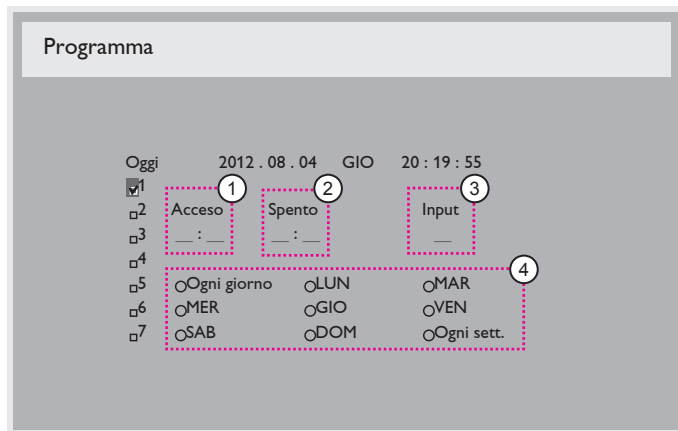 Programma
Oggi 2012 . 08 . 04 GIO 20 : 19 : 55
1 1 2 3
2 Acceso Spento Input
3 __ : __ __ : __ __
4 4
5 Ogni giorno LUN MAR
6 MER GIO VEN
7 SAB DOM Ogni sett.